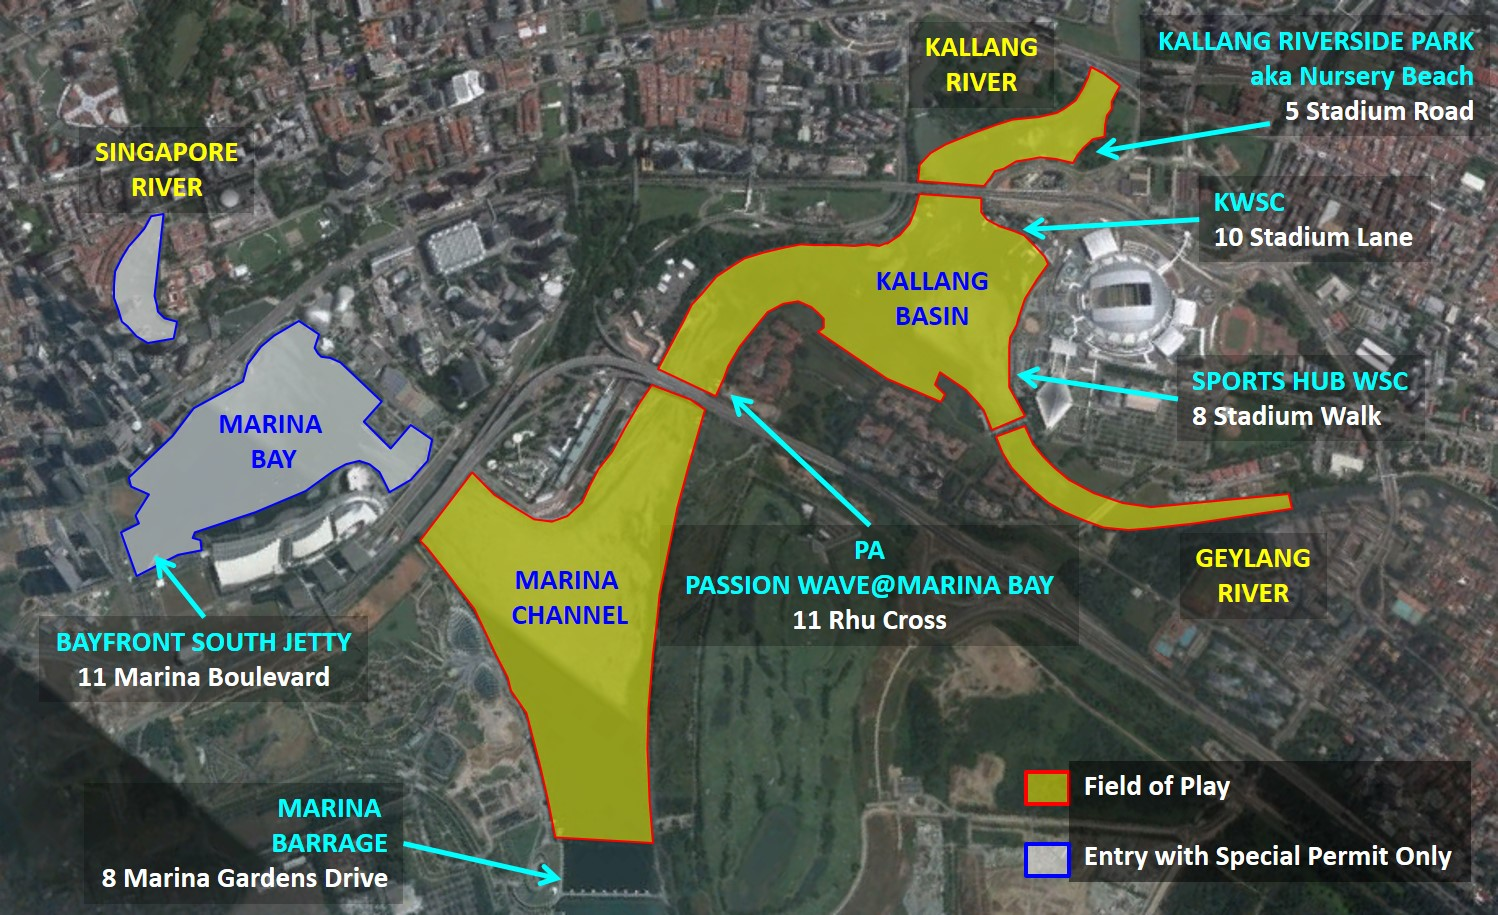 KALLANG
RIVER
KALLANG RIVERSIDE PARK
aka Nursery Beach
5 Stadium Road
SINGAPORE
RIVER
KWSC
10 Stadium Lane
KALLANG
BASIN
SPORTS HUB WSC
8 Stadium Walk
MARINA
BAY
PA
PASSION WAVE@MARINA BAY
11 Rhu Cross
GEYLANG
RIVER
MARINA
CHANNEL
BAYFRONT SOUTH JETTY
11 Marina Boulevard
MARINA
BARRAGE
8 Marina Gardens Drive
Field of Play
Entry with Special Permit Only